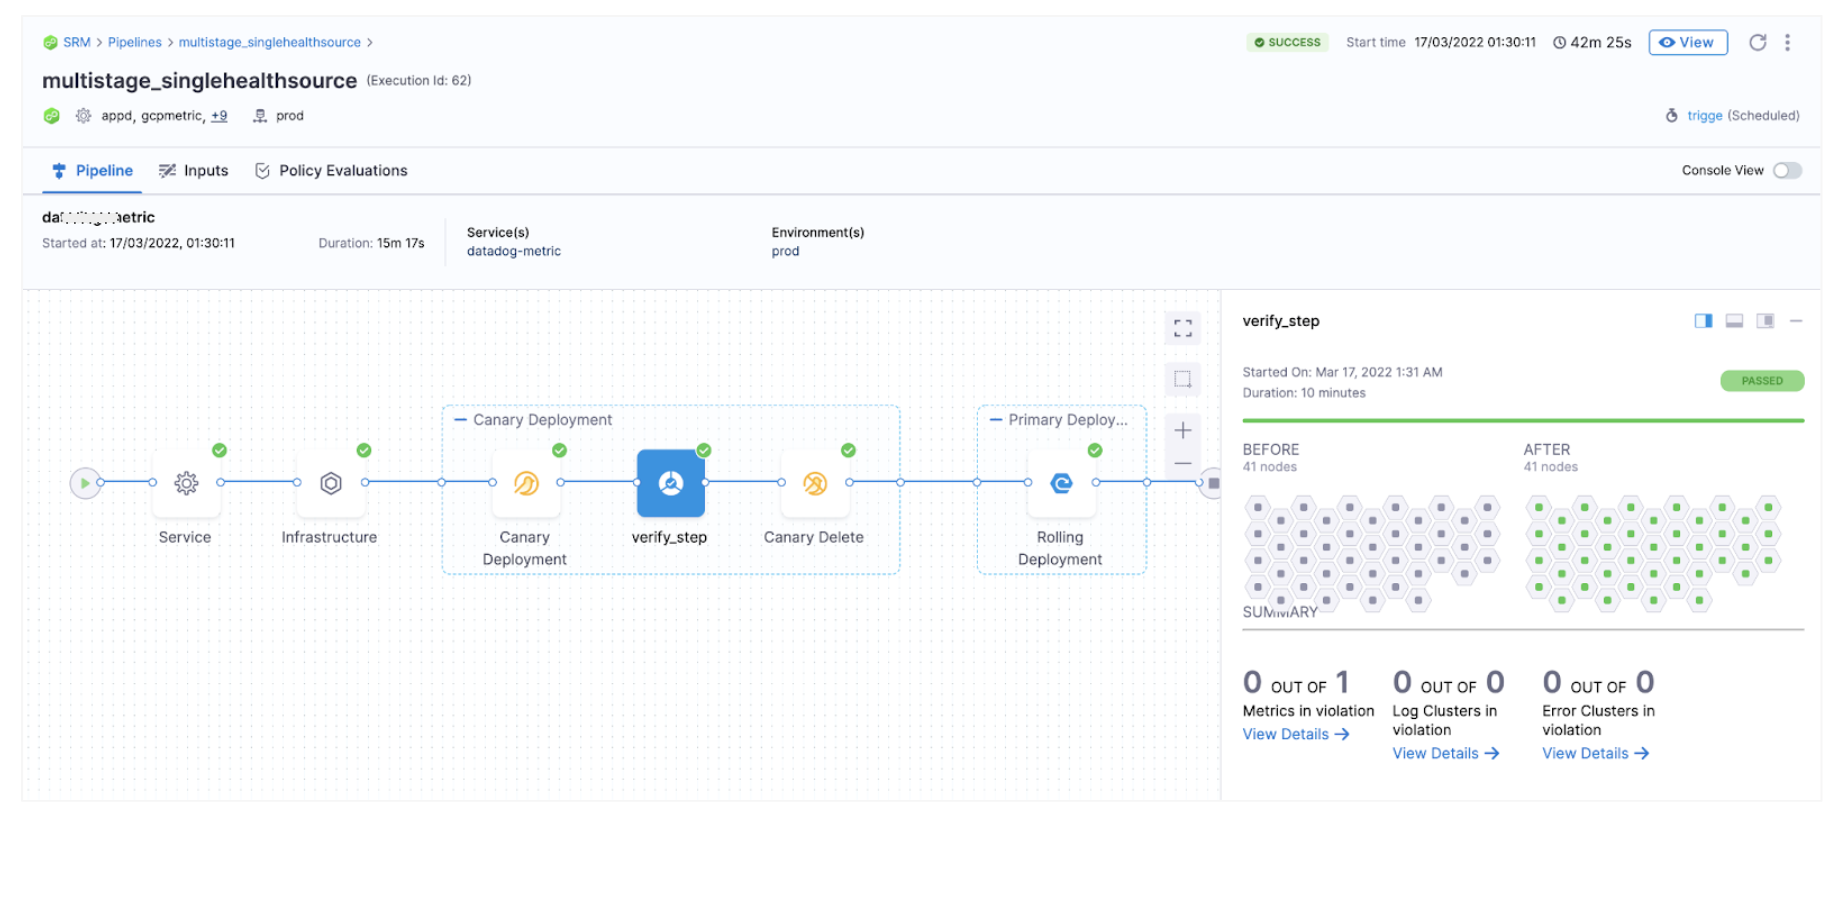 SRM > Pipelines > multistage_singlehealthsource >
SUCCESS Start time 17/03/2022 01:30:11 42m 25s View
multistage_singlehealthsource (Execution Id: 62)
appd, gcpmetric, +9 prod
trigge (Scheduled)
Pipeline Inputs Policy Evaluations
Console View
Started at: 17/03/2022, 01:30:11 Duration: 15m 17s
Service(s)
datadog-metric
Environment(s)
prod
Canary Deployment
Primary Deploy...
Service
Infrastructure
Canary
Deployment
verify_step
Canary Delete
Rolling
Deployment
verify_step
Started On: Mar 17, 2022 1:31 AM
Duration: 10 minutes
PASSED
BEFORE
41 nodes
AFTER
41 nodes
SUMMARY
0 OUT OF 1
Metrics in violation
View Details →
0 OUT OF 0
Log Clusters in
violation
View Details →
0 OUT OF 0
Error Clusters in
violation
View Details →